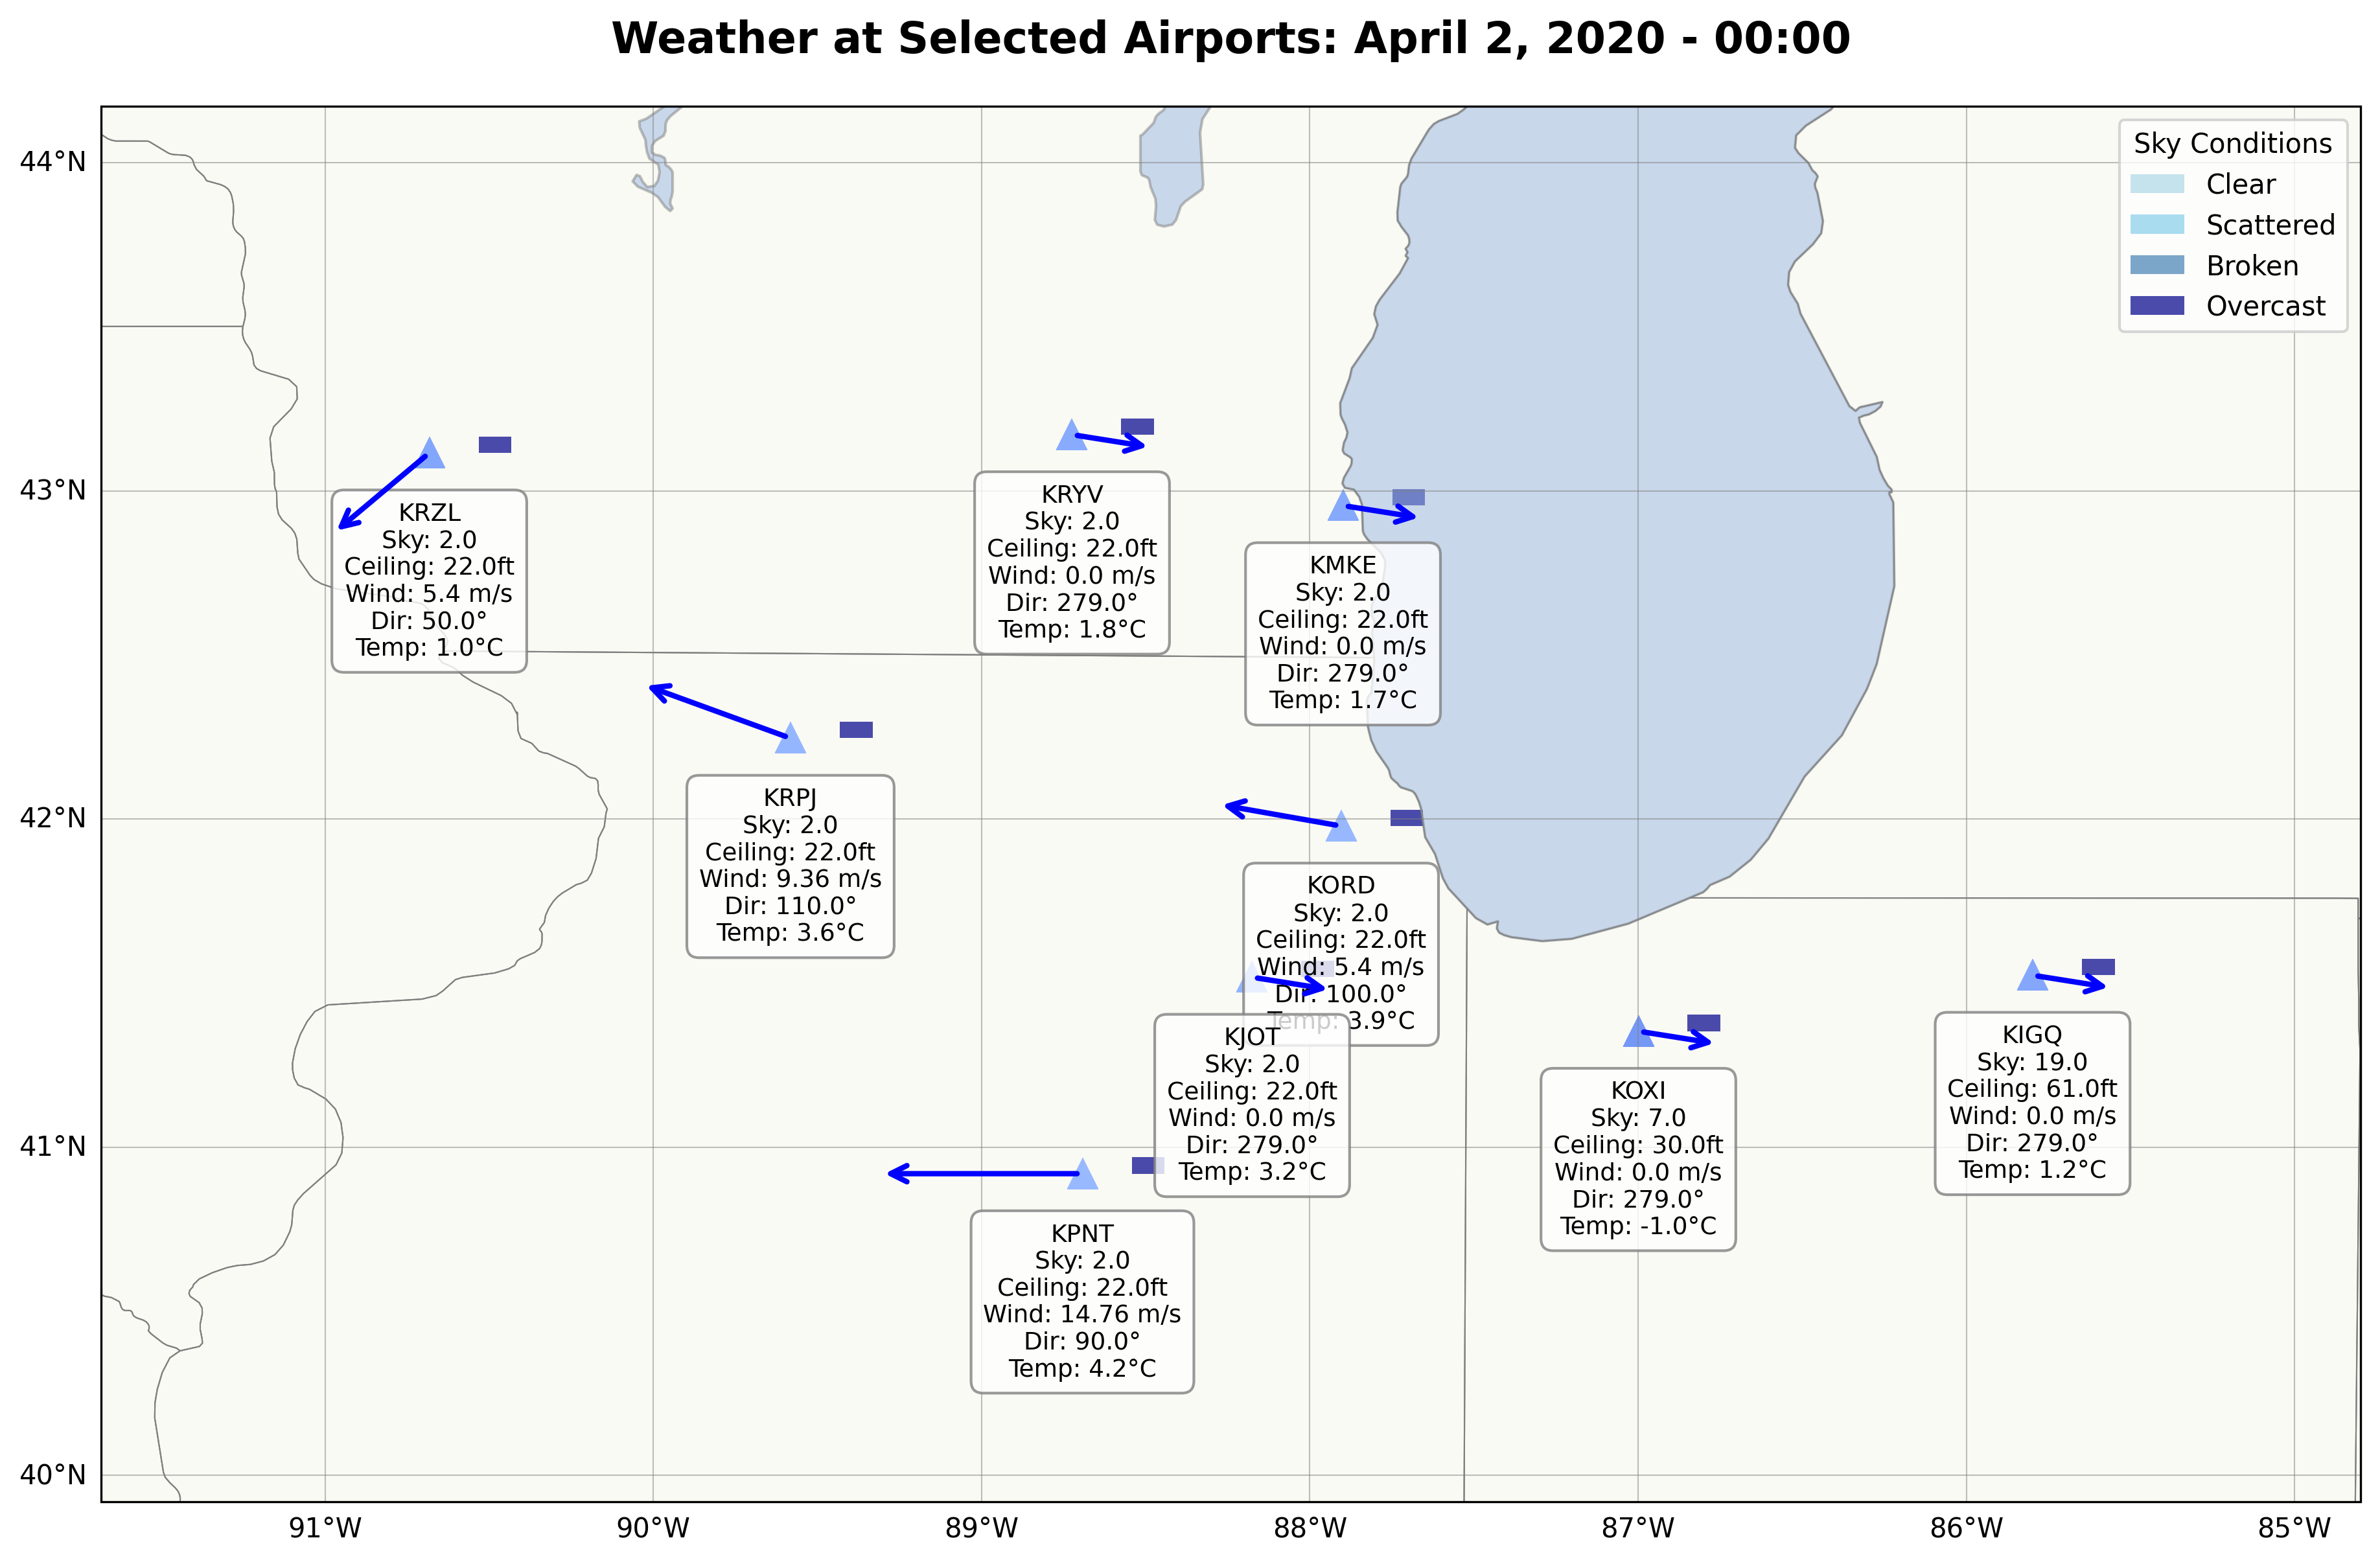 Weather at Selected Airports: April 2, 2020 - 00:00
44°N
43°N
42°N
41°N
40°N
91°W
90°W
89°W
88°W
87°W
86°W
85°W
Sky Conditions
Clear
Scattered
Broken
Overcast
KRZL
Sky: 2.0
Ceiling: 22.0ft
Wind: 5.4 m/s
Dir: 50.0°
Temp: 1.0°C
KRYV
Sky: 2.0
Ceiling: 22.0ft
Wind: 0.0 m/s
Dir: 279.0°
Temp: 1.8°C
KMKE
Sky: 2.0
Ceiling: 22.0ft
Wind: 0.0 m/s
Dir: 279.0°
Temp: 1.7°C
KRPJ
Sky: 2.0
Ceiling: 22.0ft
Wind: 9.36 m/s
Dir: 110.0°
Temp: 3.6°C
KORD
Sky: 2.0
Ceiling: 22.0ft
Wind: 5.4 m/s
Dir: 100.0°
Temp: 3.9°C
KJOT
Sky: 2.0
Ceiling: 22.0ft
Wind: 0.0 m/s
Dir: 279.0°
Temp: 3.2°C
KOXI
Sky: 7.0
Ceiling: 30.0ft
Wind: 0.0 m/s
Dir: 279.0°
Temp: -1.0°C
KIGQ
Sky: 19.0
Ceiling: 61.0ft
Wind: 0.0 m/s
Dir: 279.0°
Temp: 1.2°C
KPNT
Sky: 2.0
Ceiling: 22.0ft
Wind: 14.76 m/s
Dir: 90.0°
Temp: 4.2°C